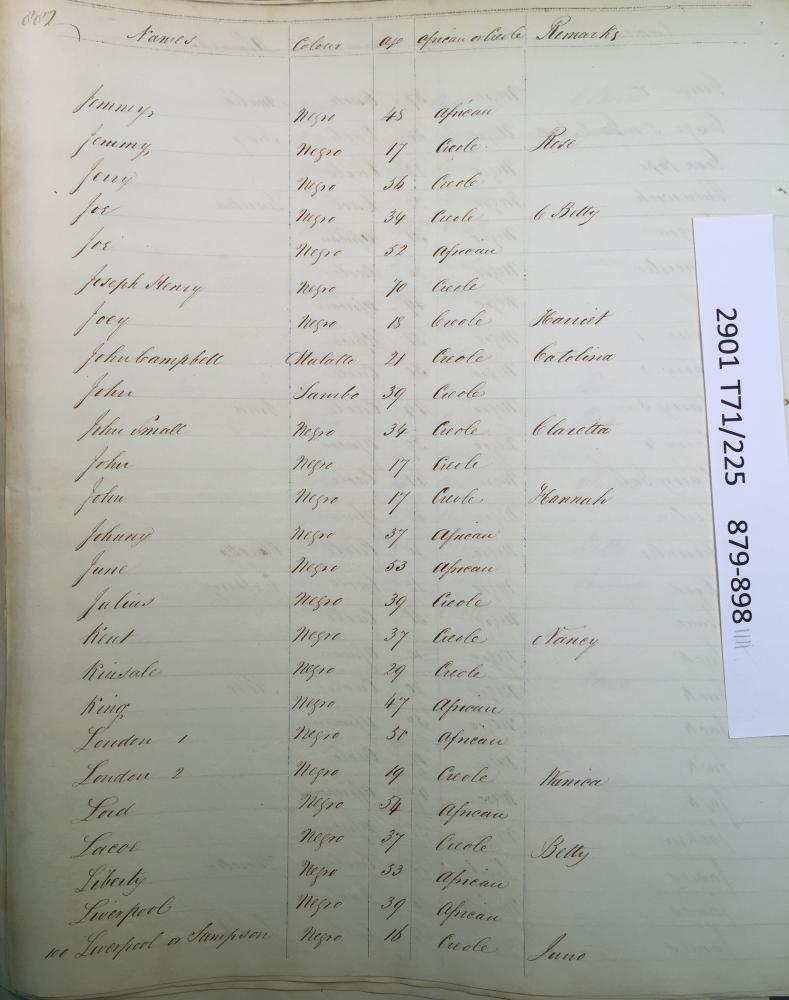 882
Names Colour Age African or Creole Remarks
Jemmy Negro 45 African
Jemmy Negro 17 Creole Rose
Jerry Negro 36 Creole
Joe Negro 34 Creole C Betty
Joe Negro 52 African
Joseph Henry Negro 70 Creole
Joey Negro 18 Creole Harriet
John Campbell Mulatto 21 Creole Catalina
John Sambo 39 Creole
John Small Negro 34 Creole Claretta
John Negro 17 Creole
John Negro 17 Creole Hannah
Johnny Negro 37 African
June Negro 53 African
Julius Negro 39 Creole
Kent Negro 37 Creole Nancy
Kinsale Negro 29 Creole
King Negro 47 African
London 1 Negro 50 African
London 2 Negro 19 Creole
Lord Negro 54 African
Lacoe Negro 37 Creole Betty
Liberty Negro 53 African
Liverpool Negro 39 African
100 Liverpool or Sampson Negro 16 Creole Juno
2901 T71/225 879-898